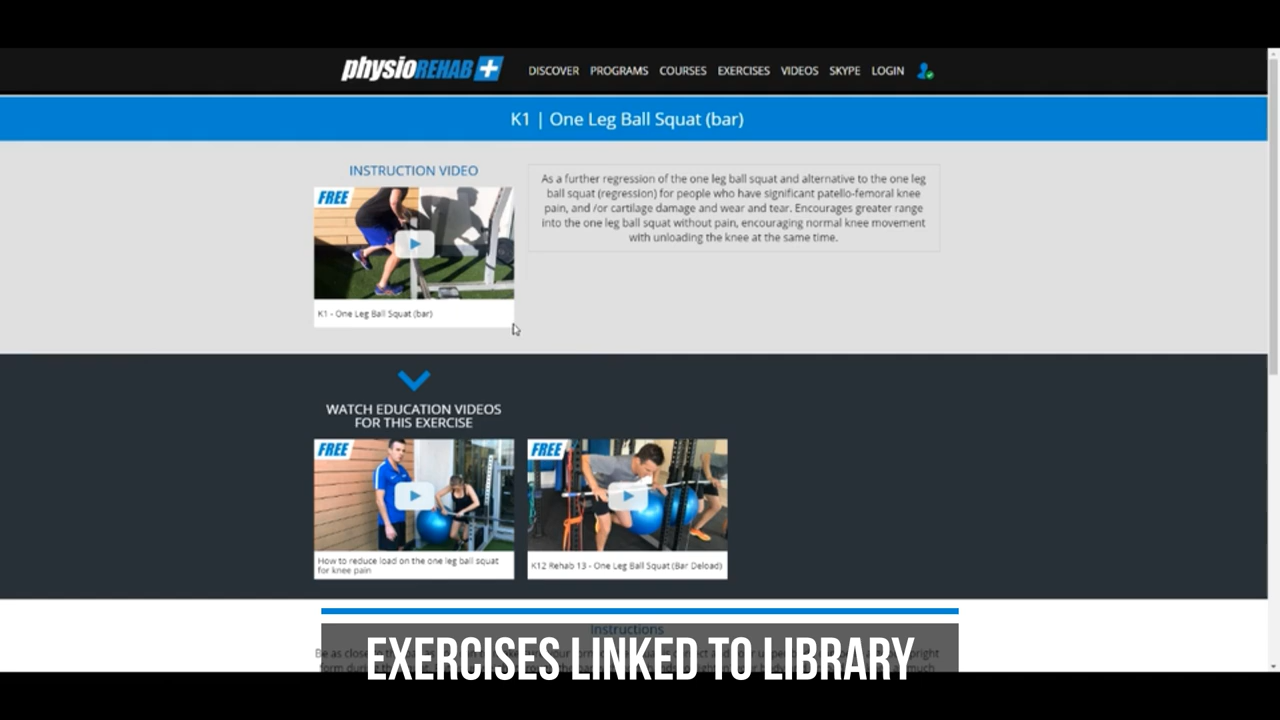 physioREHAB+
DISCOVER PROGRAMS COURSES EXERCISES VIDEOS SKYPE LOGIN
K1 | One Leg Ball Squat (bar)
INSTRUCTION VIDEO
FREE
K1 - One Leg Ball Squat (bar)
As a further regression of the one leg ball squat and alternative to the one leg
ball squat (regression) for people who have significant patello-femoral knee
pain, and /or cartilage damage and wear and tear. Encourages greater range
into the one leg ball squat without pain, encouraging normal knee movement
with unloading the knee at the same time.
WATCH EDUCATION VIDEOS
FOR THIS EXERCISE
FREE
How to reduce load on the one leg ball squat
for knee pain
FREE
K12 Rehab 13 - One Leg Ball Squat (Bar Deload)
Instructions
EXERCISES LINKED TO LIBRARY